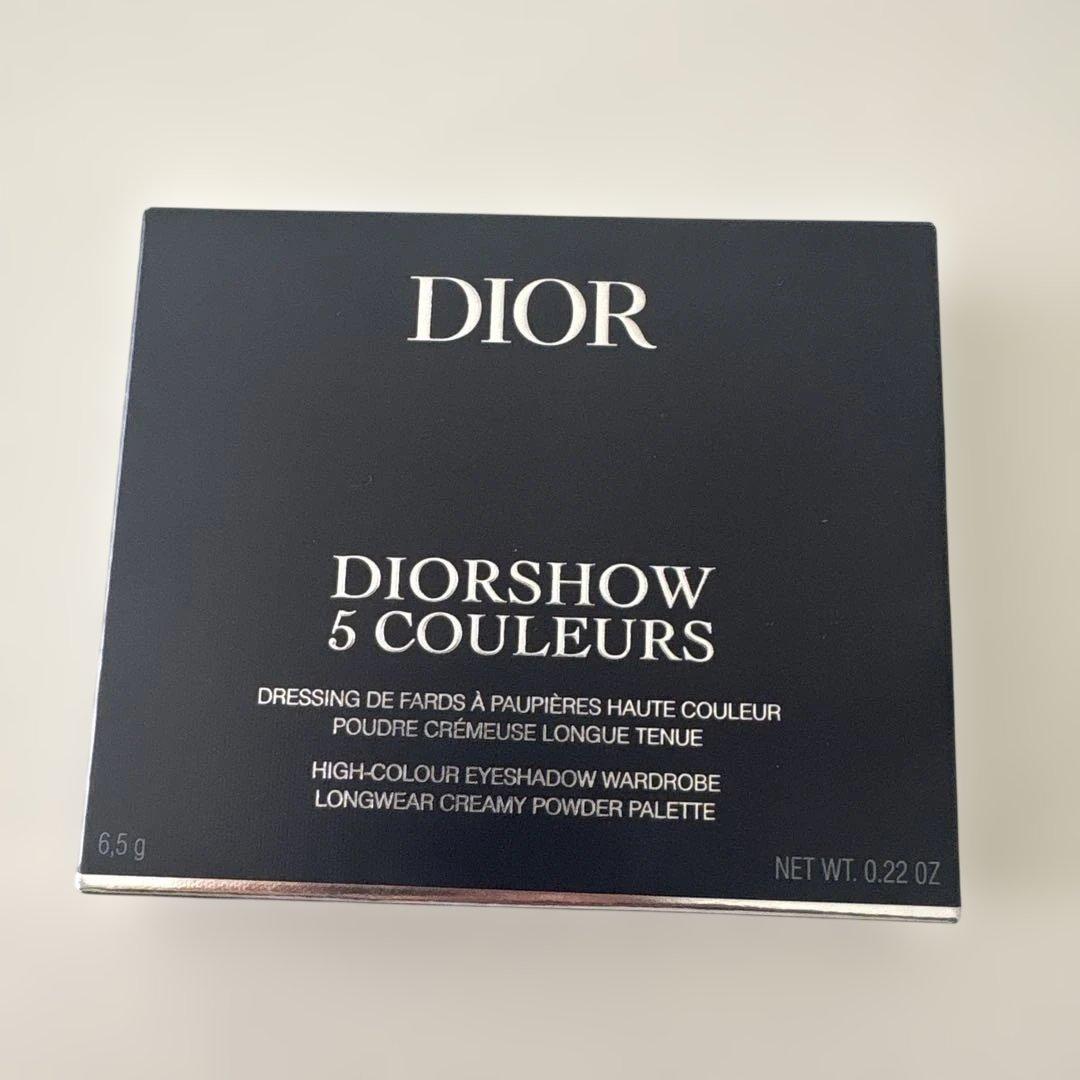 DIOR
DIORSHOW
5 COULEURS
DRESSING DE FARDS À PAUPIÈRES HAUTE COULEUR
POUDRE CRÉMEUSE LONGUE TENUE
HIGH-COLOUR EYESHADOW WARDROBE
LONGWEAR CREAMY POWDER PALETTE
6,5 g
NET WT. 0.22 OZ